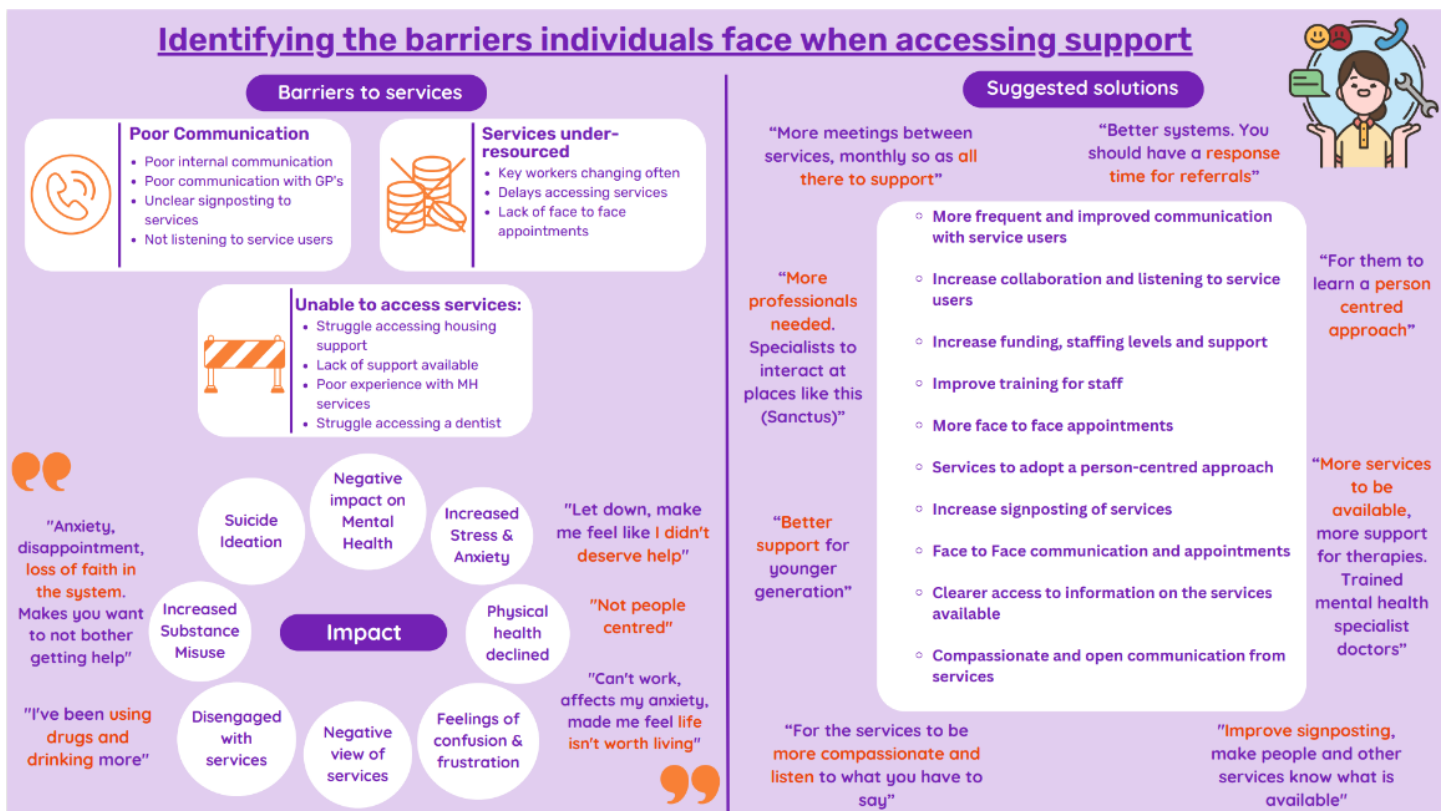 Identifying the barriers individuals face when accessing support
Barriers to services
Poor Communication
• Poor internal communication
• Poor communication with GP's
• Unclear signposting to
services
• Not listening to service users
Services under-
resourced
• Key workers changing often
• Delays accessing services
• Lack of face to face
appointments
Unable to access services:
• Struggle accessing housing
support
• Lack of support available
• Poor experience with MH
services
• Struggle accessing a dentist
"Anxiety,
disappointment,
loss of faith in
the system.
Makes you want
to not bother
getting help"
"I've been using
drugs and
drinking more"
Impact
Suicide
Ideation
Negative
impact on
Mental
Health
Increased
Stress &
Anxiety
Physical
health
declined
Feelings of
confusion &
frustration
Negative
view of
services
Disengaged
with
services
Increased
Substance
Misuse
"Let down, make
me feel like I didn't
deserve help"
"Not people
centred"
"Can't work,
affects my anxiety,
made me feel life
isn't worth living"
Suggested solutions
“More meetings between
services, monthly so as all
there to support”
“Better systems. You
should have a response
time for referrals”
“More
professionals
needed.
Specialists to
interact at
places like this
(Sanctus)”
“Better
support for
younger
generation”
○ More frequent and improved communication
with service users
○ Increase collaboration and listening to service
users
○ Increase funding, staffing levels and support
○ Improve training for staff
○ More face to face appointments
○ Services to adopt a person-centred approach
○ Increase signposting of services
○ Face to Face communication and appointments
○ Clearer access to information on the services
available
○ Compassionate and open communication from
services
“For them to
learn a person
centred
approach”
“More services
to be
available,
more support
for therapies.
Trained
mental health
specialist
doctors”
“For the services to be
more compassionate and
listen to what you have to
say”
"Improve signposting,
make people and other
services know what is
available"